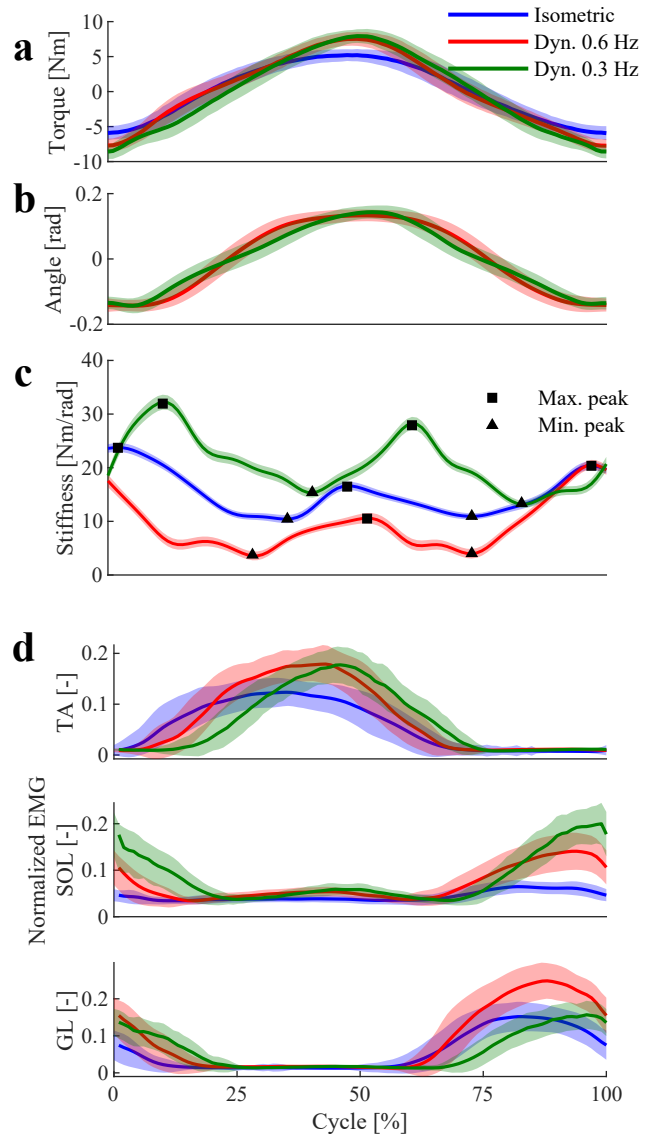 a
Torque [Nm]
10
5
0
-5
-10
Isometric
Dyn. 0.6 Hz
Dyn. 0.3 Hz
b
Angle [rad]
0.2
0
-0.2
c
Stiffness [Nm/rad]
40
30
20
10
0
Max. peak
Min. peak
d
Normalized EMG
TA [-]
0.2
0.1
0
SOL [-]
0.2
0.1
0
GL [-]
0.2
0.1
0
0
25
50
75
100
Cycle [%]